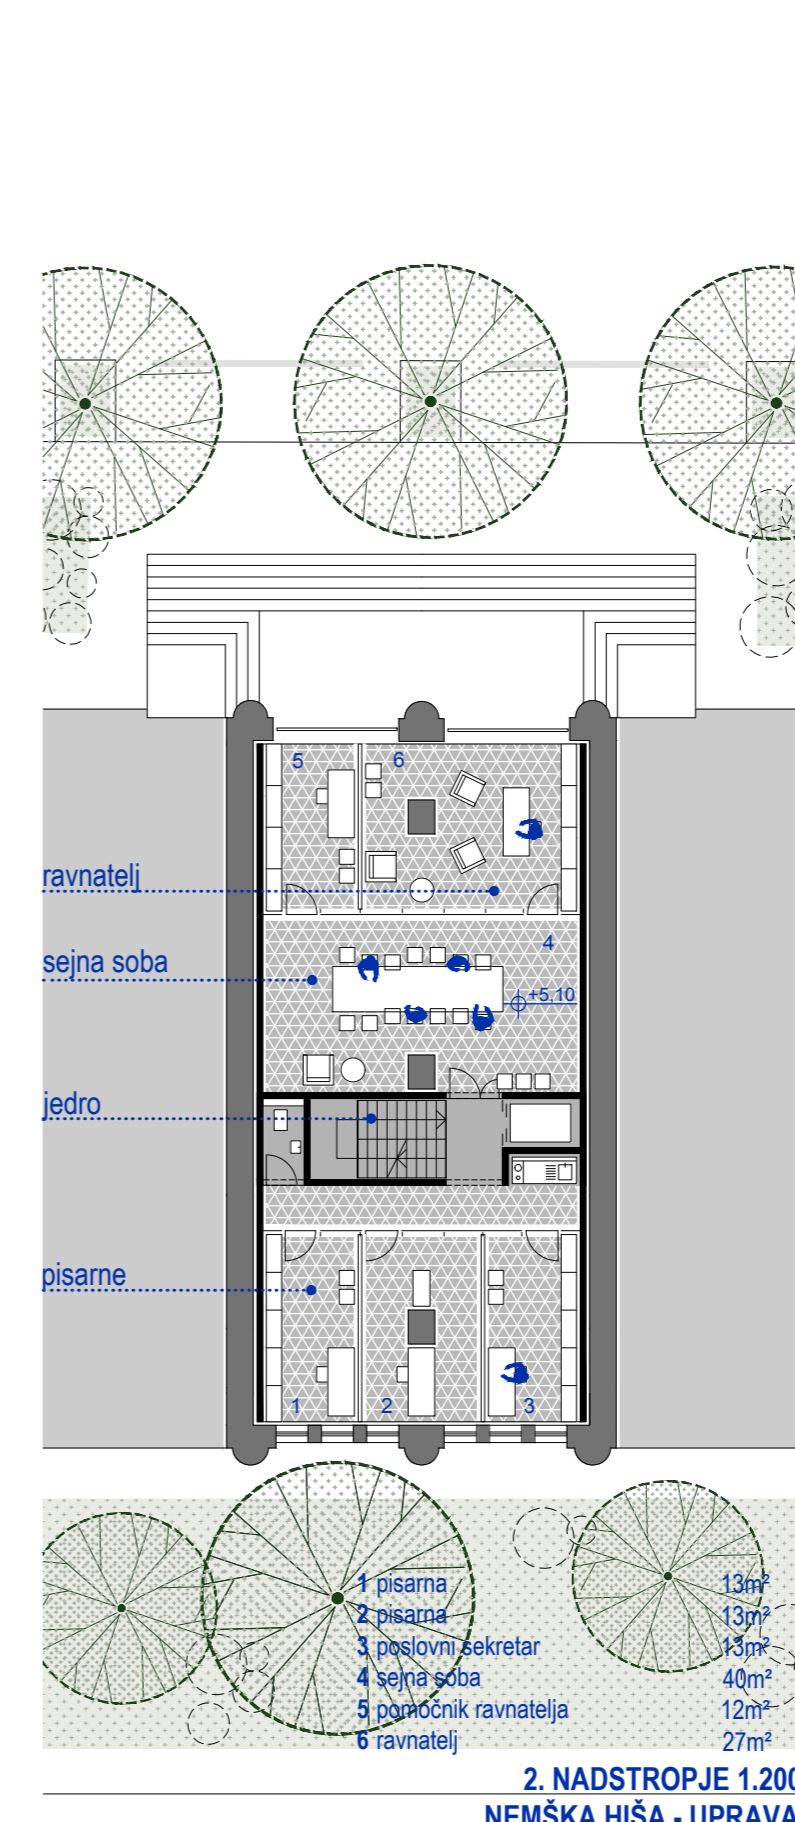 5
6
ravnatelj
4
sejna soba
+5,10
jedro
pisarne
1
2
3
1 pisarna 13m²
2 pisarna 13m²
3 poslovni sekretar 13m²
4 sejna soba 40m²
5 pomočnik ravnatelja 12m²
6 ravnatelj 27m²
2. NADSTROPJE 1.200
NEMŠKA HIŠA - UPRAVA